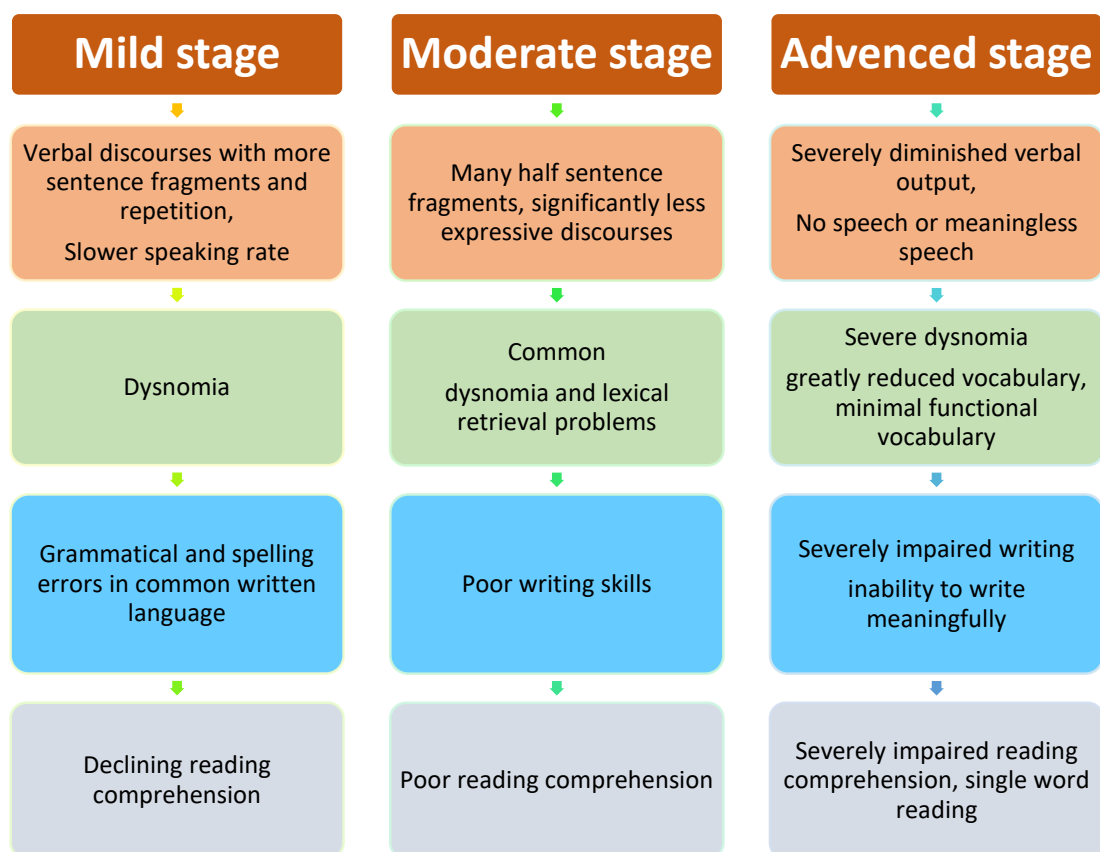 Mild stage
Verbal discourses with more
sentence fragments and
repetition,
Slower speaking rate
Dysnomia
Grammatical and spelling
errors in common written
language
Declining reading
comprehension
Moderate stage
Many half sentence
fragments, significantly less
expressive discourses
Common
dysnomia and lexical
retrieval problems
Poor writing skills
Poor reading comprehension
Advenced stage
Severely diminished verbal
output,
No speech or meaningless
speech
Severe dysnomia
greatly reduced vocabulary,
minimal functional
vocabulary
Severely impaired writing
inability to write
meaningfully
Severely impaired reading
comprehension, single word
reading